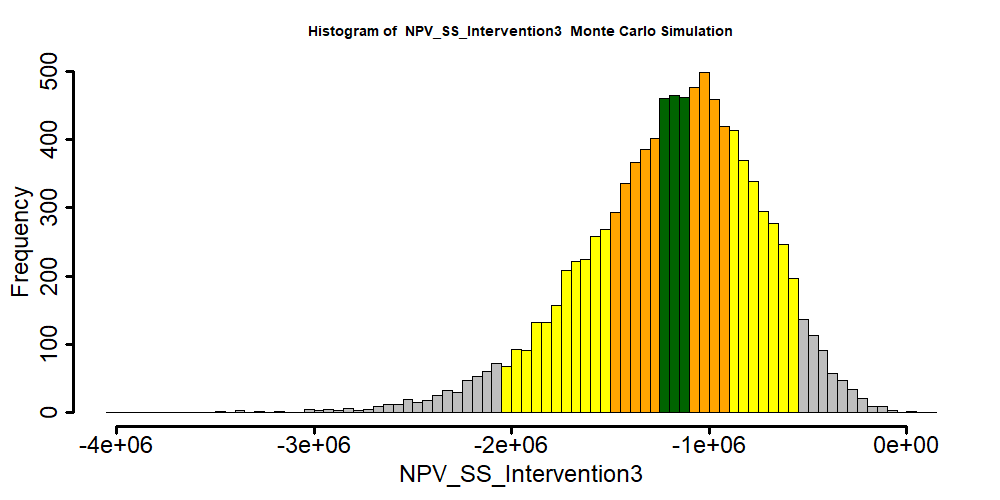 Histogram of  NPV_SS_Intervention3  Monte Carlo Simulation
500
400
300
200
100
0
Frequency
-4e+06 -3e+06 -2e+06 -1e+06 0e+00
NPV_SS_Intervention3